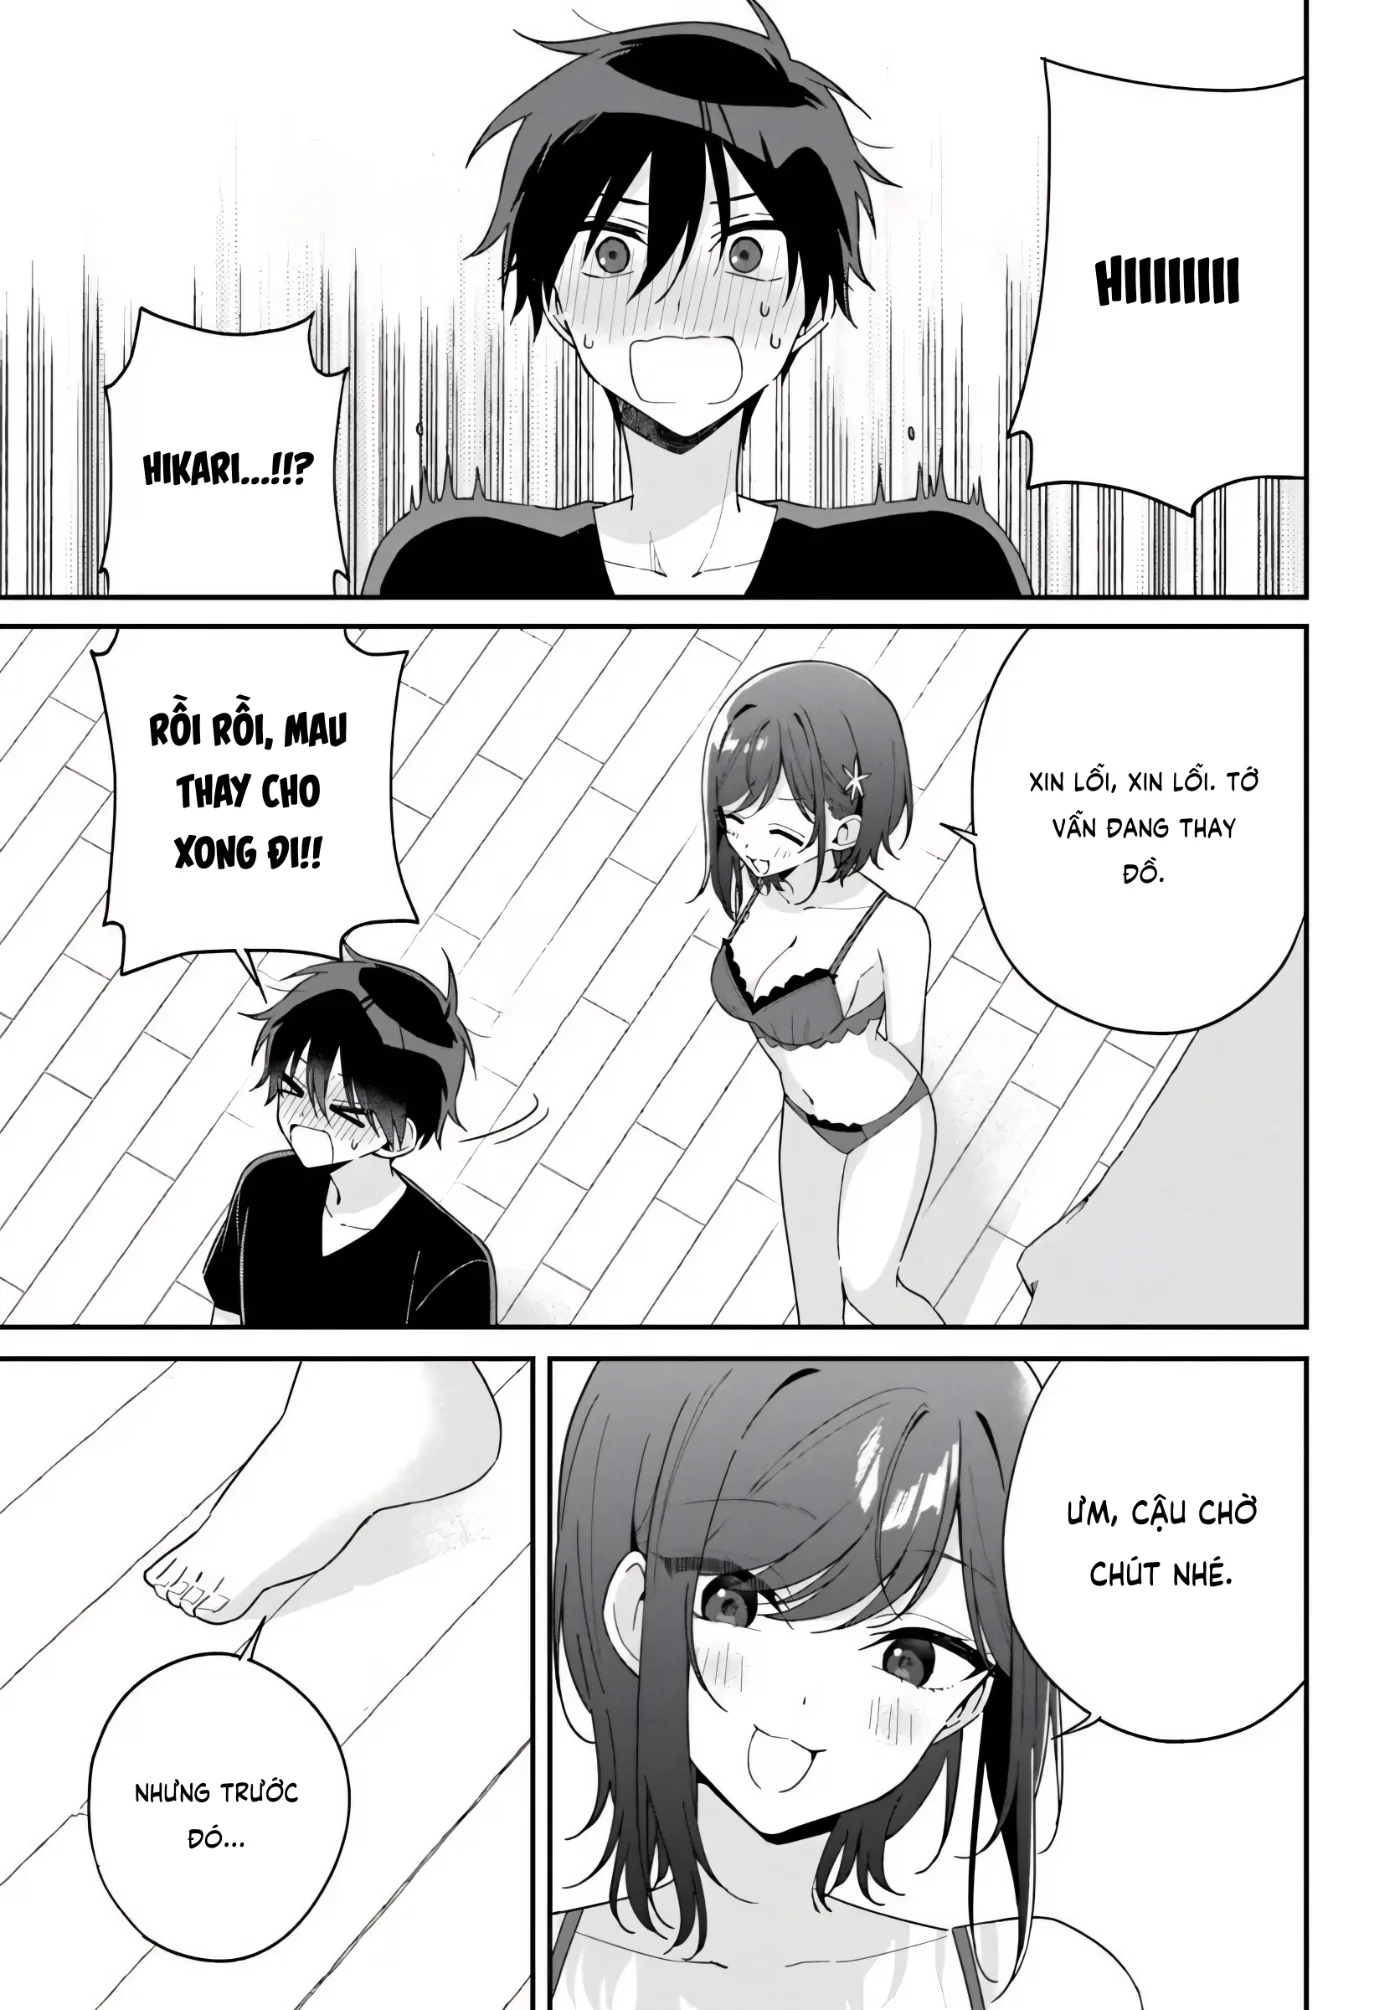 HIIIIIIII
HIKARI...!!?
XIN LỖI, XIN LỖI. TỚ
VẪN ĐANG THAY
ĐỒ.
RỒI RỒI, MAU
THAY CHO
XONG ĐI!!
ƯM, CẬU CHỜ
CHÚT NHÉ.
NHƯNG TRƯỚC
ĐÓ...